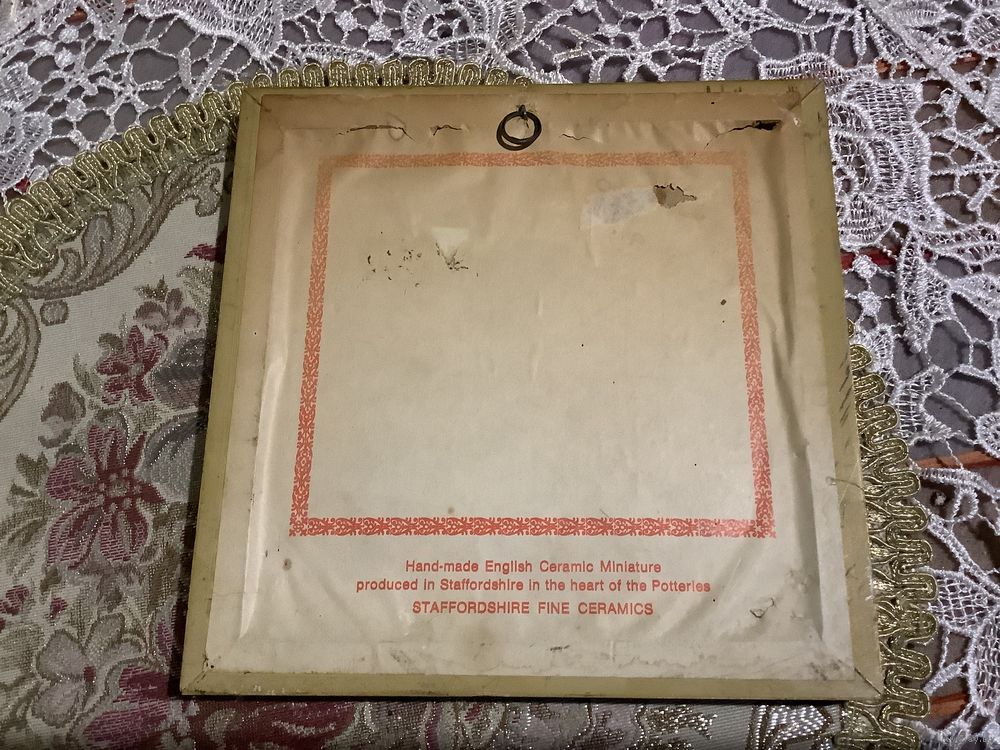 Hand-made English Ceramic Miniature
produced in Staffordshire in the heart of the Potteries
STAFFORDSHIRE FINE CERAMICS